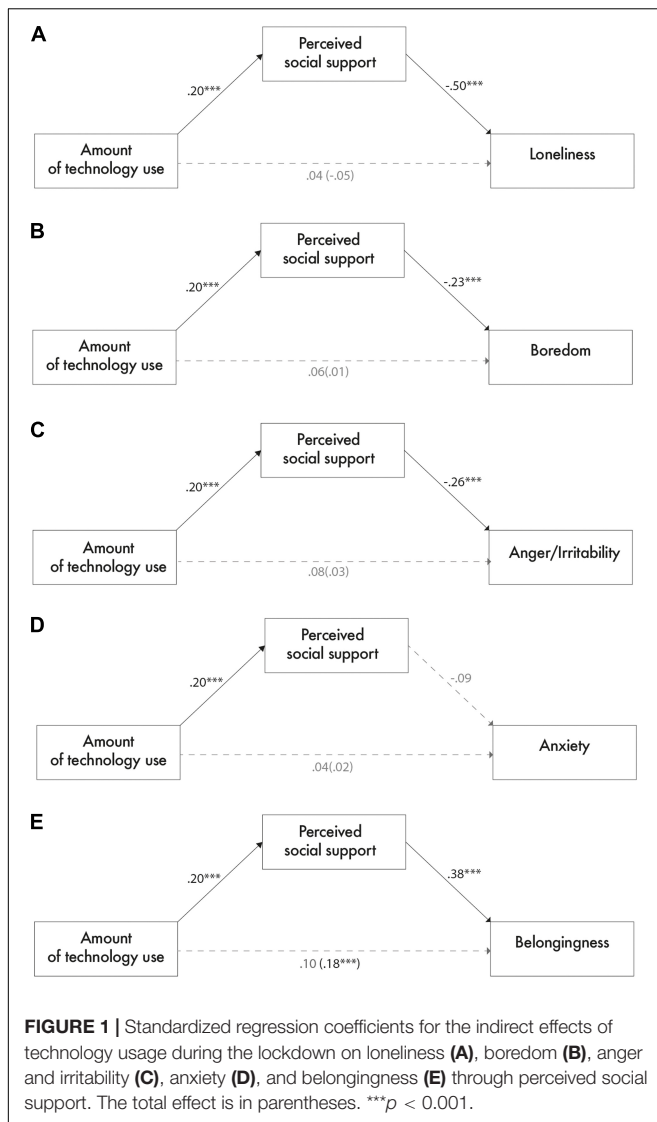 A
Perceived
social support
.20***
-.50***
Amount
of technology use
Loneliness
.04 (-.05)
B
Perceived
social support
.20***
-.23***
Amount
of technology use
Boredom
.06(.01)
C
Perceived
social support
.20***
-.26***
Amount
of technology use
Anger/Irritability
.08(.03)
D
Perceived
social support
.20***
-.09
Amount
of technology use
Anxiety
.04(.02)
E
Perceived
social support
.20***
.38***
Amount
of technology use
Belongingness
.10 (.18***)
FIGURE 1 | Standardized regression coefficients for the indirect effects of
technology usage during the lockdown on loneliness (A), boredom (B), anger
and irritability (C), anxiety (D), and belongingness (E) through perceived social
support. The total effect is in parentheses. ***p < 0.001.